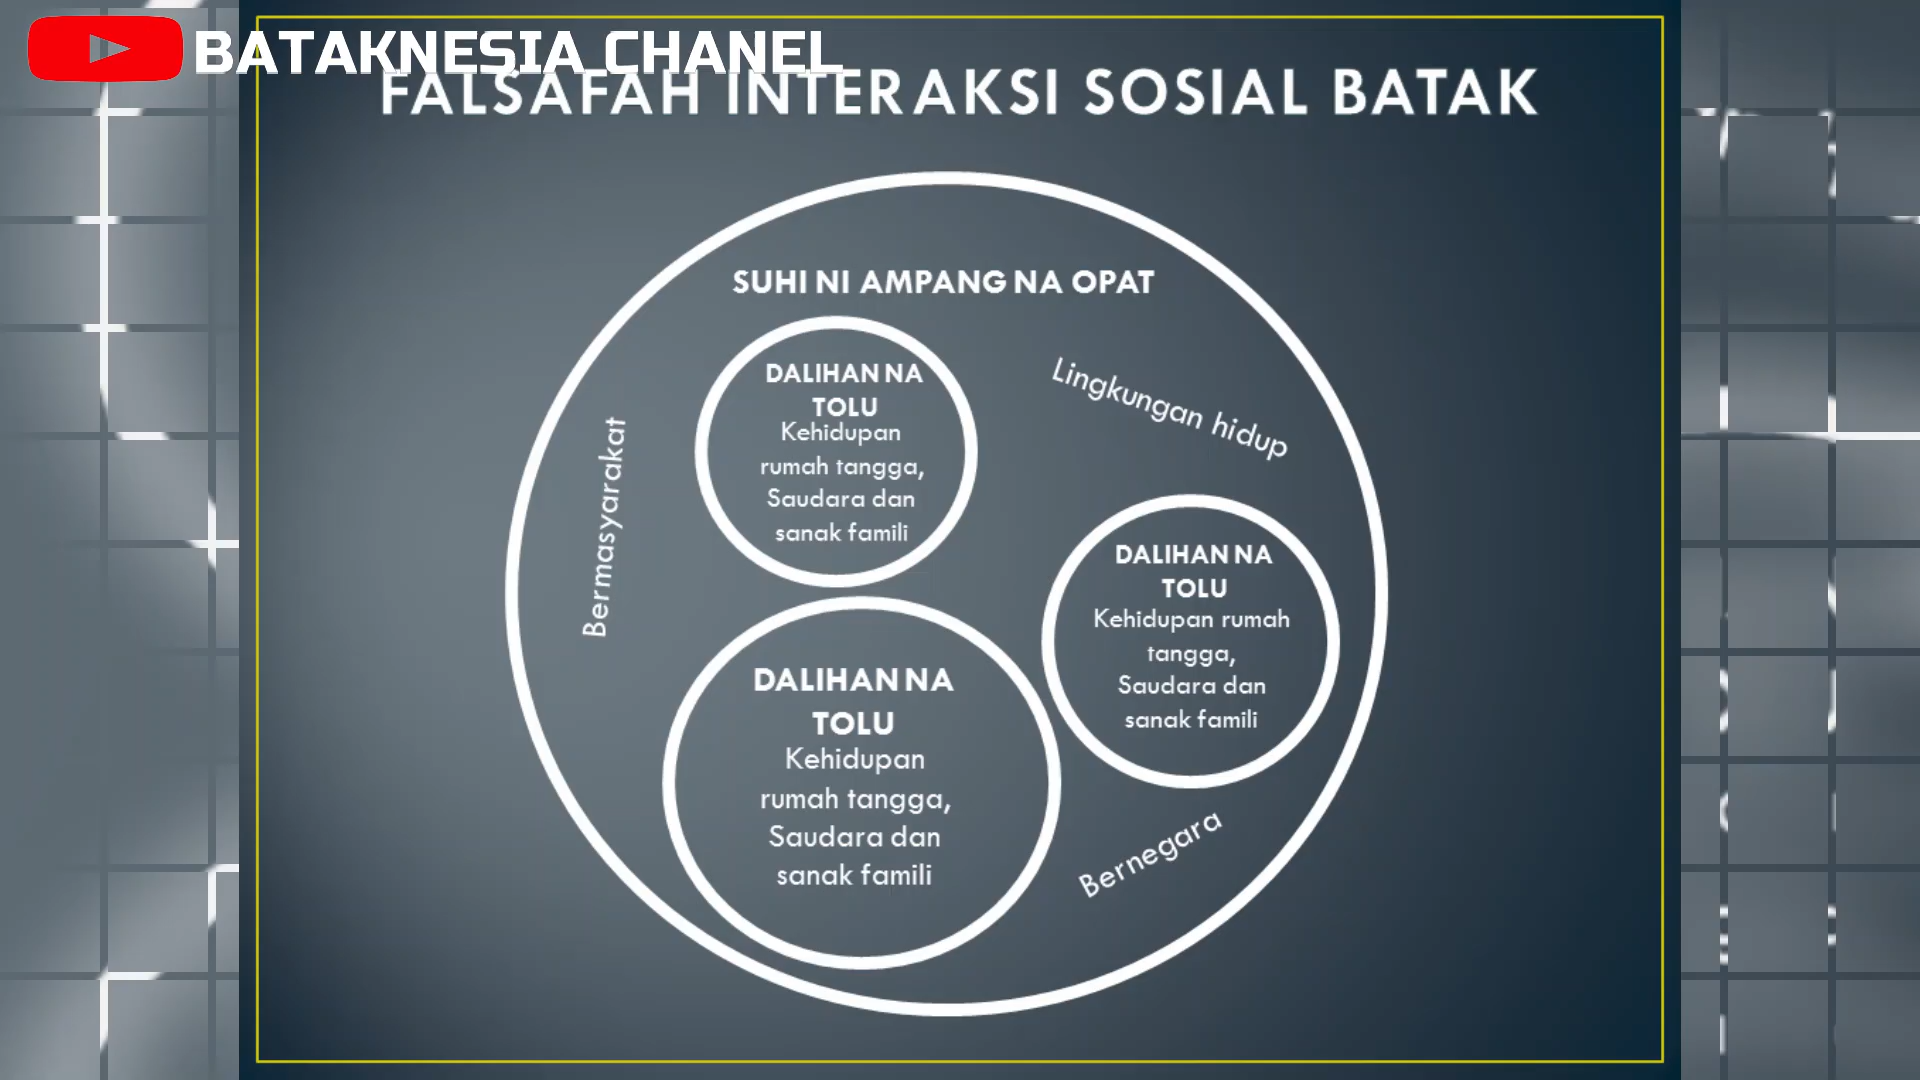 BATAKNESIA CHANEL
FALSAFAH INTERAKSI SOSIAL BATAK
SUHI NI AMPANG NA OPAT
DALIHAN NA
TOLU
Kehidupan
rumah tangga,
Saudara dan
sanak famili
Lingkungan hidup
Bermasyarakat
DALIHAN NA
TOLU
Kehidupan rumah
tangga,
Saudara dan
sanak famili
DALIHAN NA
TOLU
Kehidupan
rumah tangga,
Saudara dan
sanak famili
Bernegara